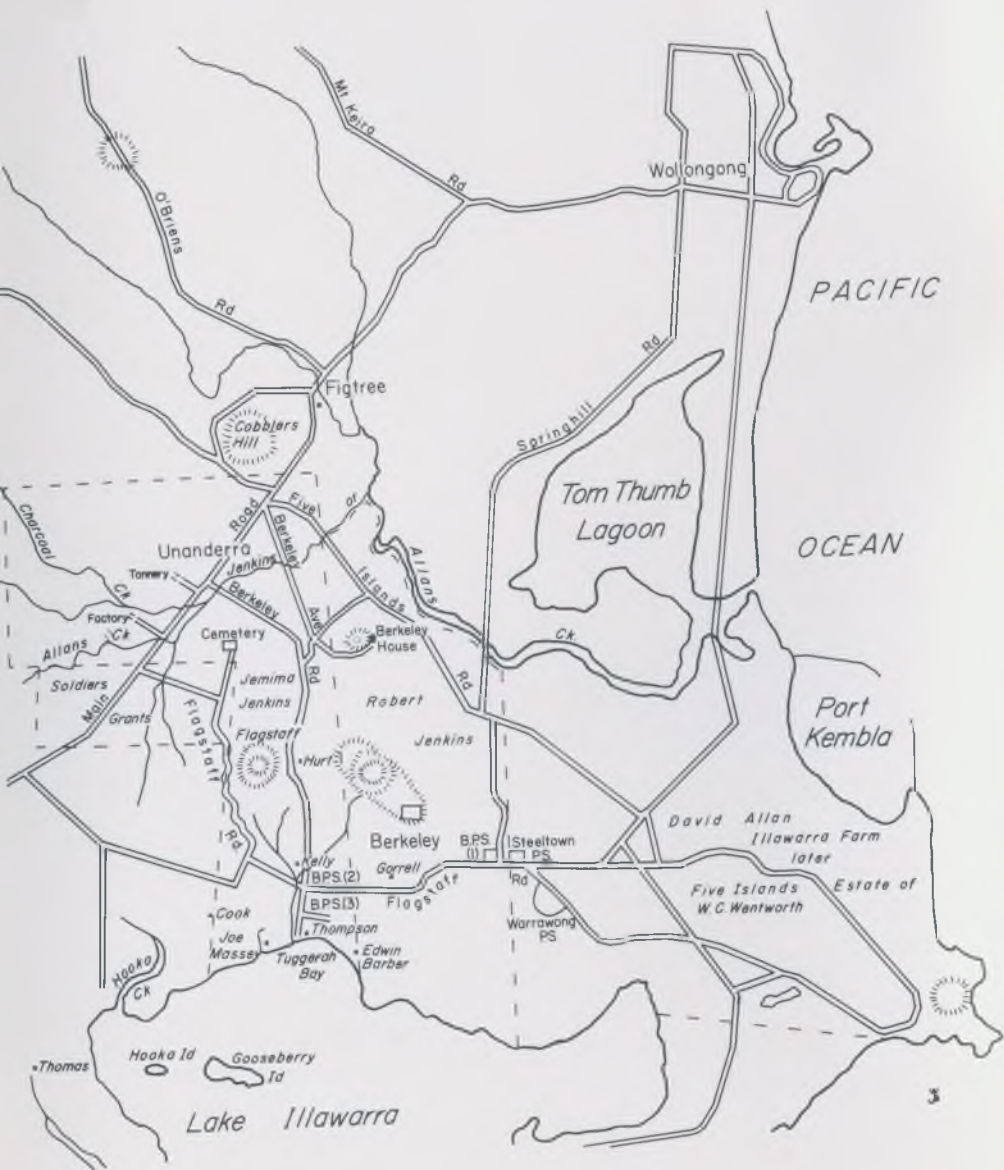 Mt Keira
Rd
Wollongong
O'Briens
Rd
PACIFIC
Rd
Figtree
Cobblers
Hill
Springhill
Tom Thumb
Lagoon
OCEAN
Charcoal
Ck
Road
Five
or
Berkeley
Unanderra
Jenkins
Islands
Allans
Tannery
Berkeley
Ave
Ck
Factory
Ck
Cemetery
Berkeley
House
Allans
Rd
Rd
Soldiers
Jemima
Jenkins
Robert
Main
Grants
Flagstaff
Flagstaff
Jenkins
Port
Kembla
Hurt
David Allan
Illawarra Farm
later
Berkeley
B.P.S.
(1)
Steeltown
PS
Rd
Kelly
Gorrell
B.P.S.(2)
Flagstaff
Rd
Five Islands
Estate of
W.C.Wentworth
B.P.S.(3)
Cook
Warrawong
PS
Joe
Massey
Thompson
Tuggerah
Bay
Edwin
Barber
Hooka
Ck
Hooka Id
Gooseberry
Id
Thomas
Lake Illawarra